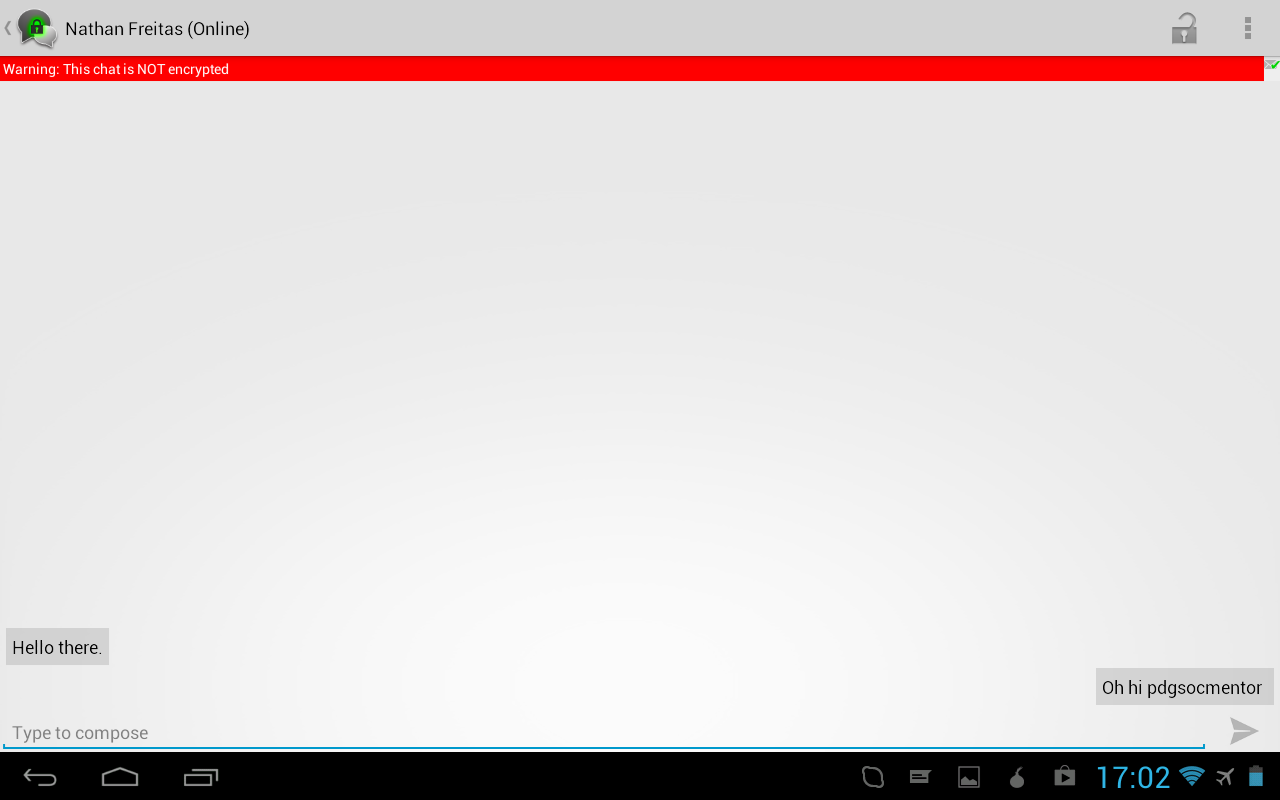 Nathan Freitas (Online)
Warning: This chat is NOT encrypted
Hello there.
Oh hi pdgsocmentor
Type to compose
17:02